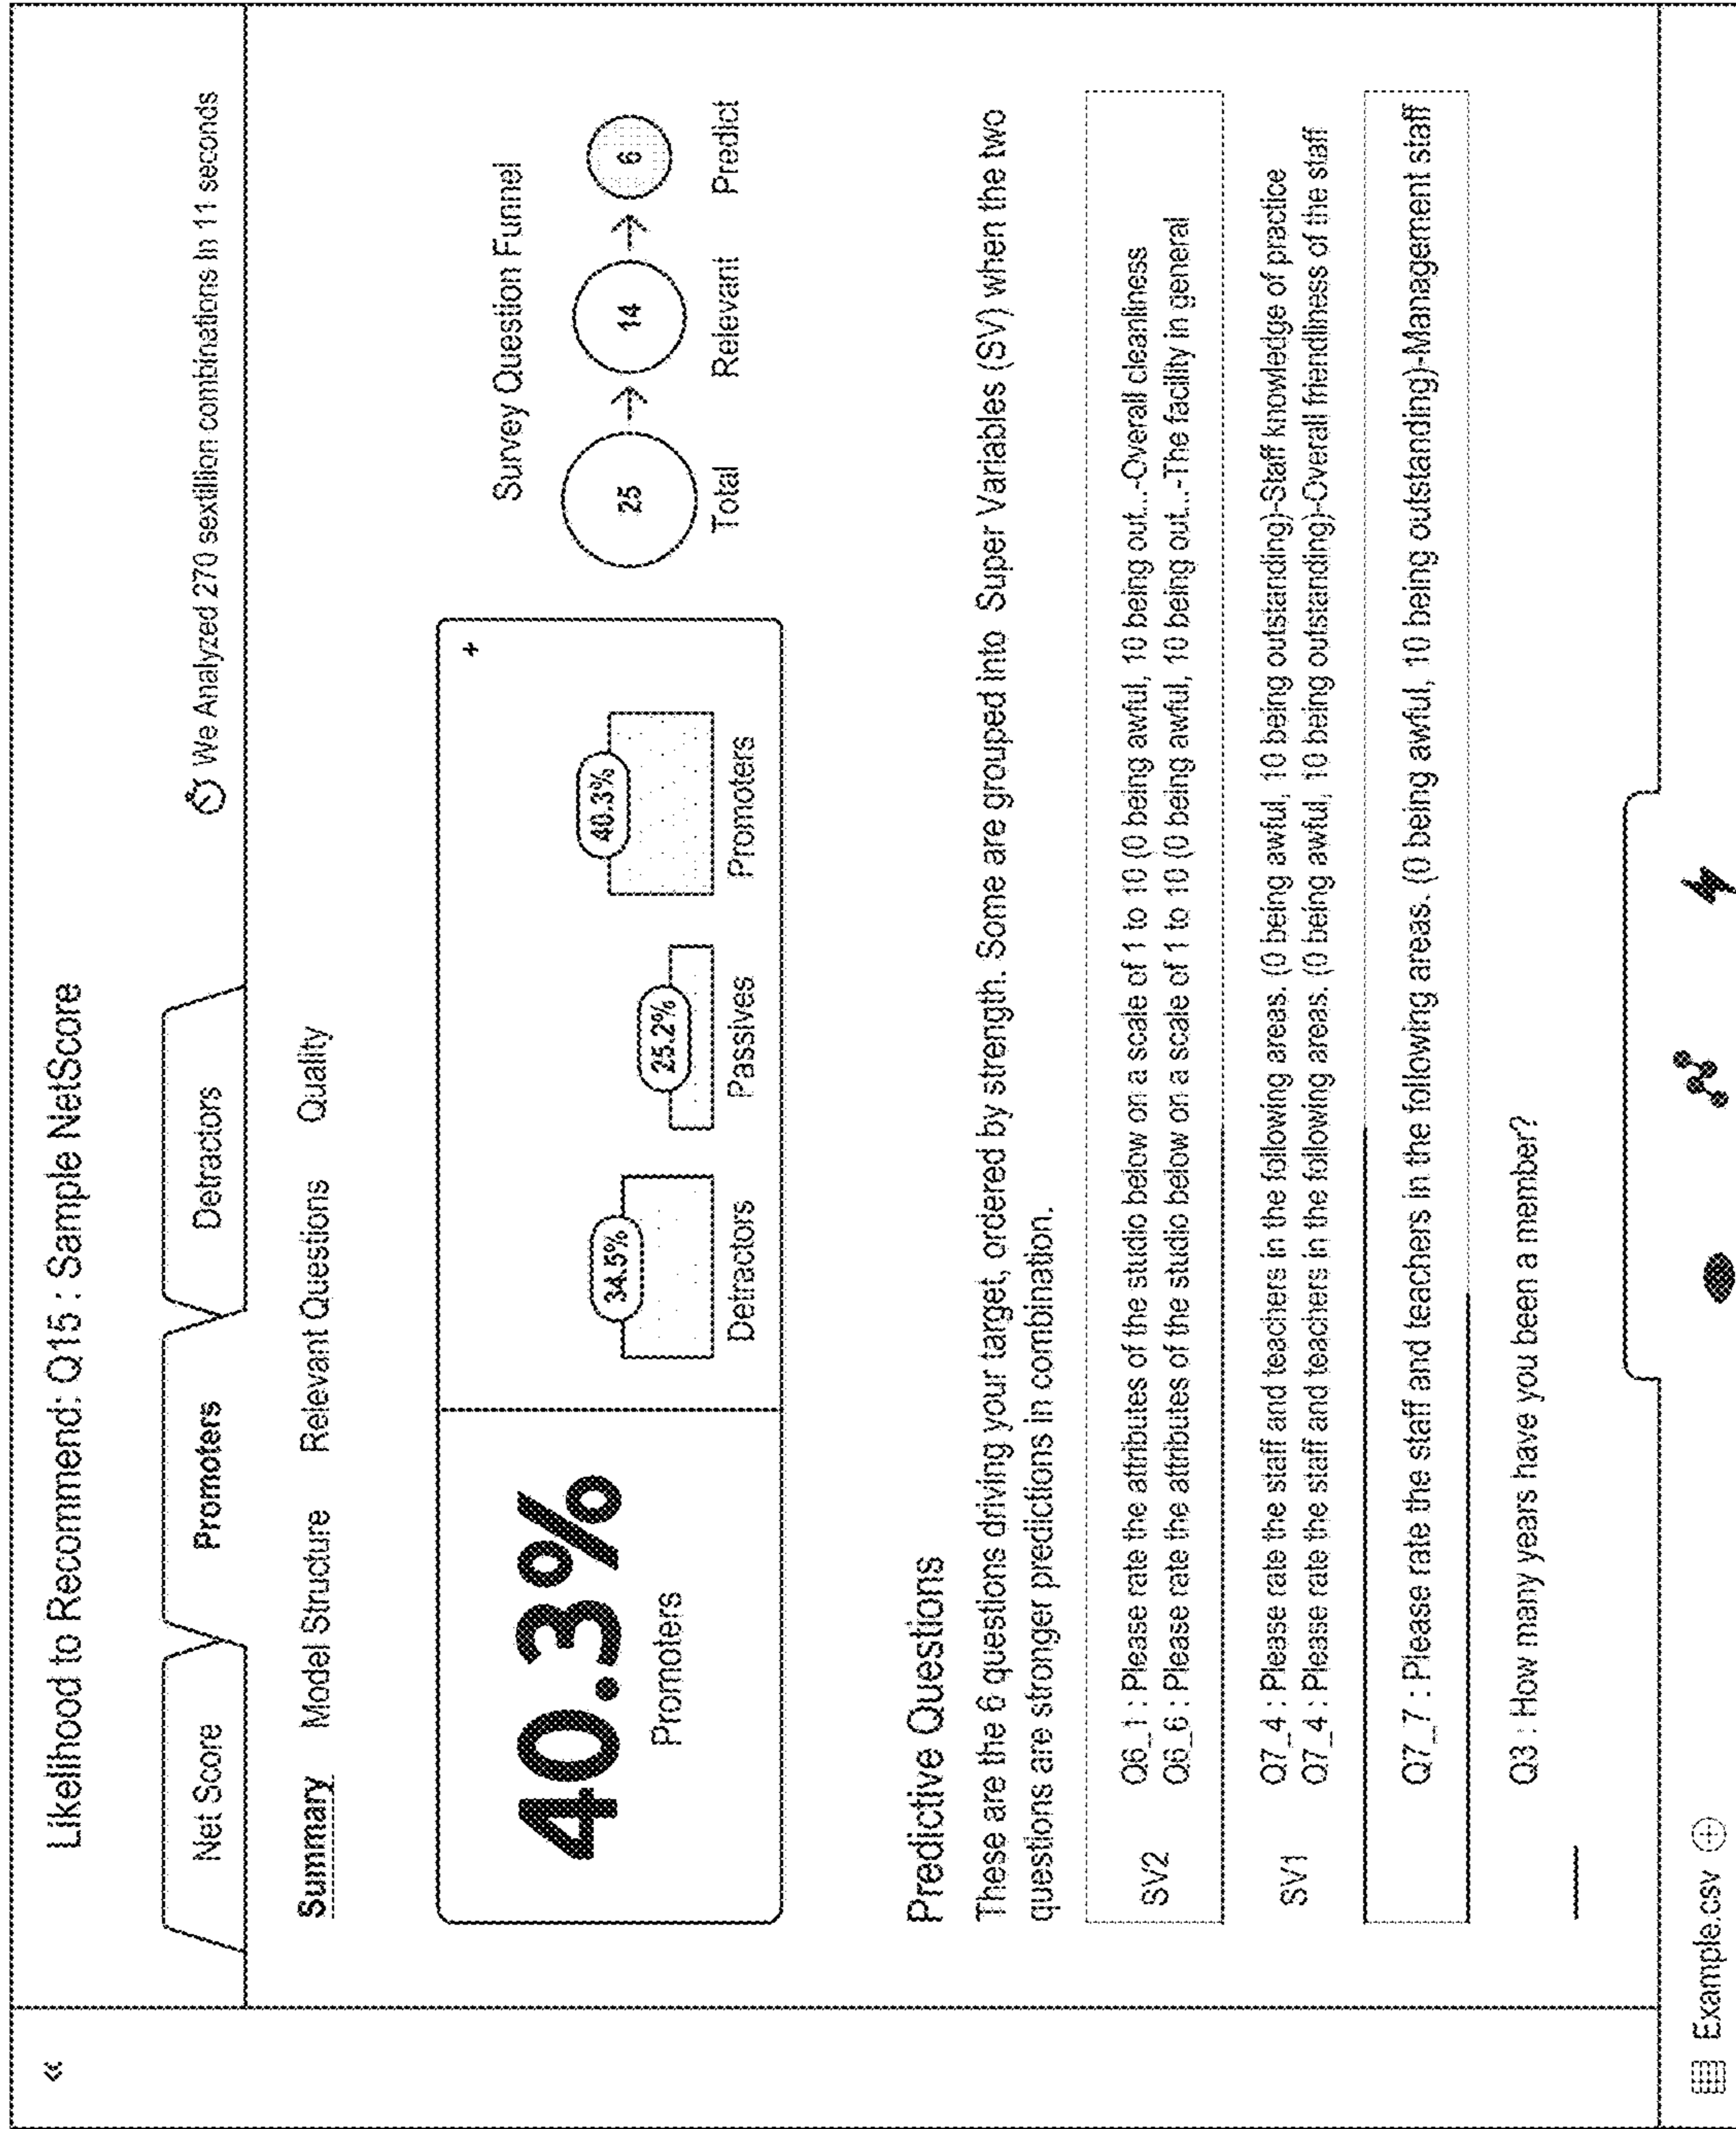 «
Likelihood to Recommend: Q15 : Sample NetScore
Net Score
Promoters
Detractors
We Analyzed 270 sextillion combinations in 11 seconds
Summary
Model Structure
Relevant Questions
Quality
40.3%
Promoters
+
34.5%
25.2%
40.3%
Detractors
Passives
Promoters
Survey Question Funnel
25 → 14 → 6
Total
Relevant
Predict
Predictive Questions
These are the 6 questions driving your target, ordered by strength. Some are grouped into Super Variables (SV) when the two
questions are stronger predictions in combination.
SV2
Q6_1 : Please rate the attributes of the studio below on a scale of 1 to 10 (0 being awful, 10 being out...-Overall cleanliness
Q6_6 : Please rate the attributes of the studio below on a scale of 1 to 10 (0 being awful, 10 being out...-The facility in general
SV1
Q7_4 : Please rate the staff and teachers in the following areas. (0 being awful, 10 being outstanding)-Staff knowledge of practice
Q7_4 : Please rate the staff and teachers in the following areas. (0 being awful, 10 being outstanding)-Overall friendliness of the staff
Q7_7 : Please rate the staff and teachers in the following areas. (0 being awful, 10 being outstanding)-Management staff
Q3 : How many years have you been a member?
Example.csv